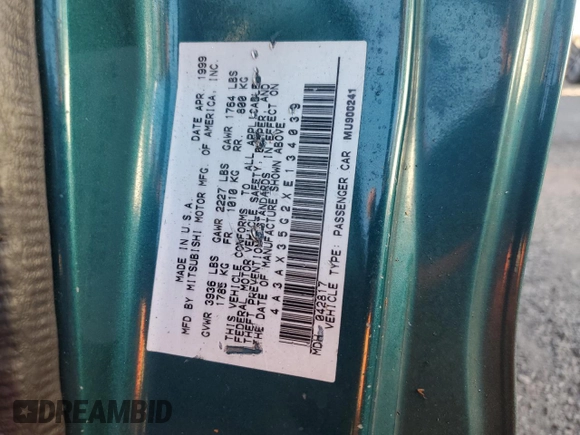 MADE IN U.S.A. DATE APR. 1999
MFD BY MITSUBISHI MOTOR MFG. OF AMERICA, INC.
GVWR 3936 LBS GAWR 2227 LBS GAWR 1764 LBS
1785 KG FR. 1010 KG RR. 800 KG
THIS VEHICLE CONFORMS TO ALL APPLICABLE
FEDERAL MOTOR VEHICLE SAFETY, BUMPER, AND
THEFT PREVENTION STANDARDS IN EFFECT ON
THE DATE OF MANUFACTURE SHOWN ABOVE.
4A3AX35G2XE134039
MDH 042817
VEHICLE TYPE: PASSENGER CAR MU900241
DREAMBID